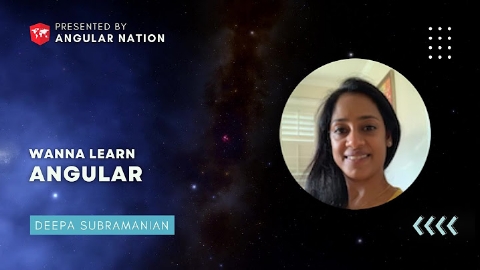 PRESENTED BY
ANGULAR NATION
WANNA LEARN
ANGULAR
DEEPA SUBRAMANIAN